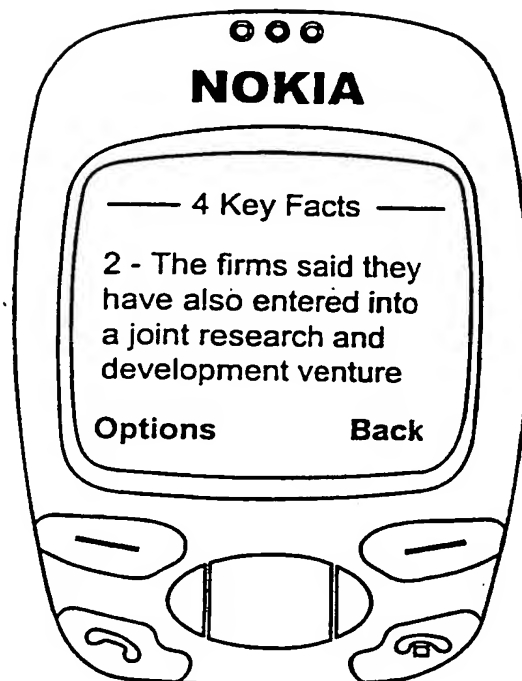 NOKIA
4 Key Facts
2 - The firms said they
have also entered into
a joint research and
development venture
Options Back